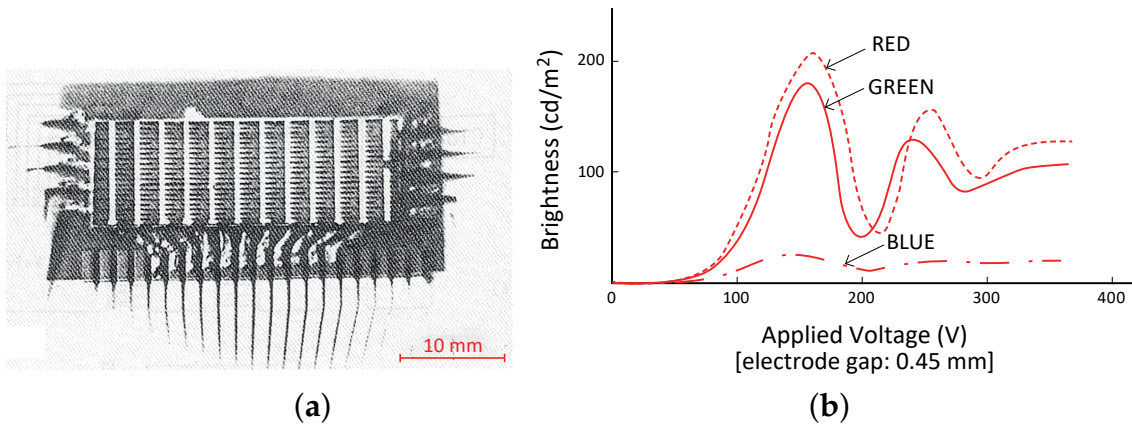 10 mm
(a)
Brightness (cd/m²)
200
100
RED
GREEN
BLUE
0
100
200
300
400
Applied Voltage (V)
[electrode gap: 0.45 mm]
(b)